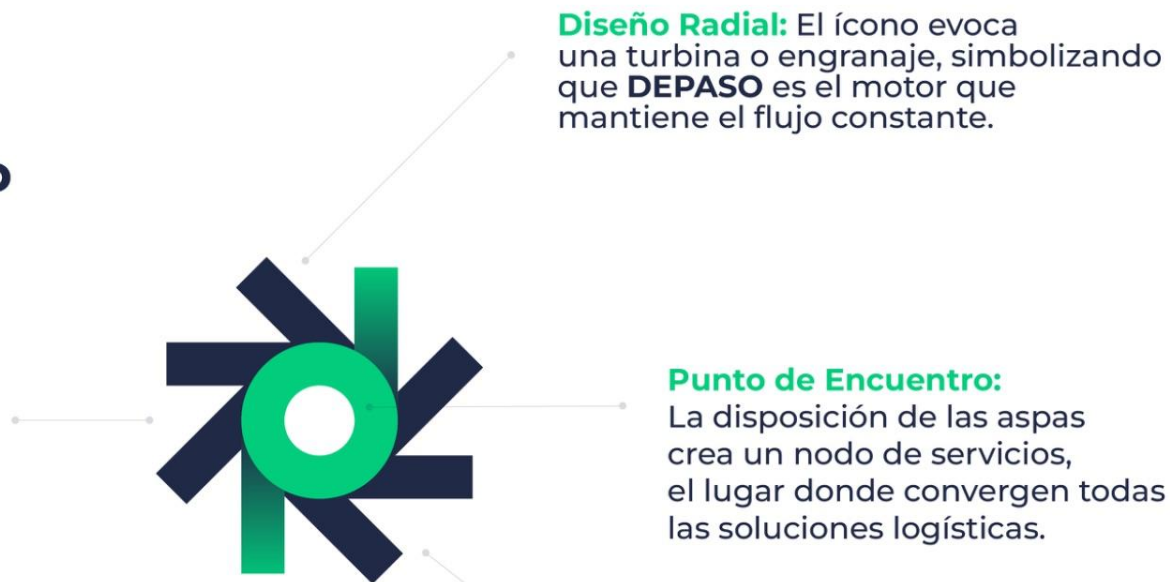 Diseño Radial: El ícono evoca
una turbina o engranaje, simbolizando
que DEPASO es el motor que
mantiene el flujo constante.
Punto de Encuentro:
La disposición de las aspas
crea un nodo de servicios,
el lugar donde convergen todas
las soluciones logísticas.